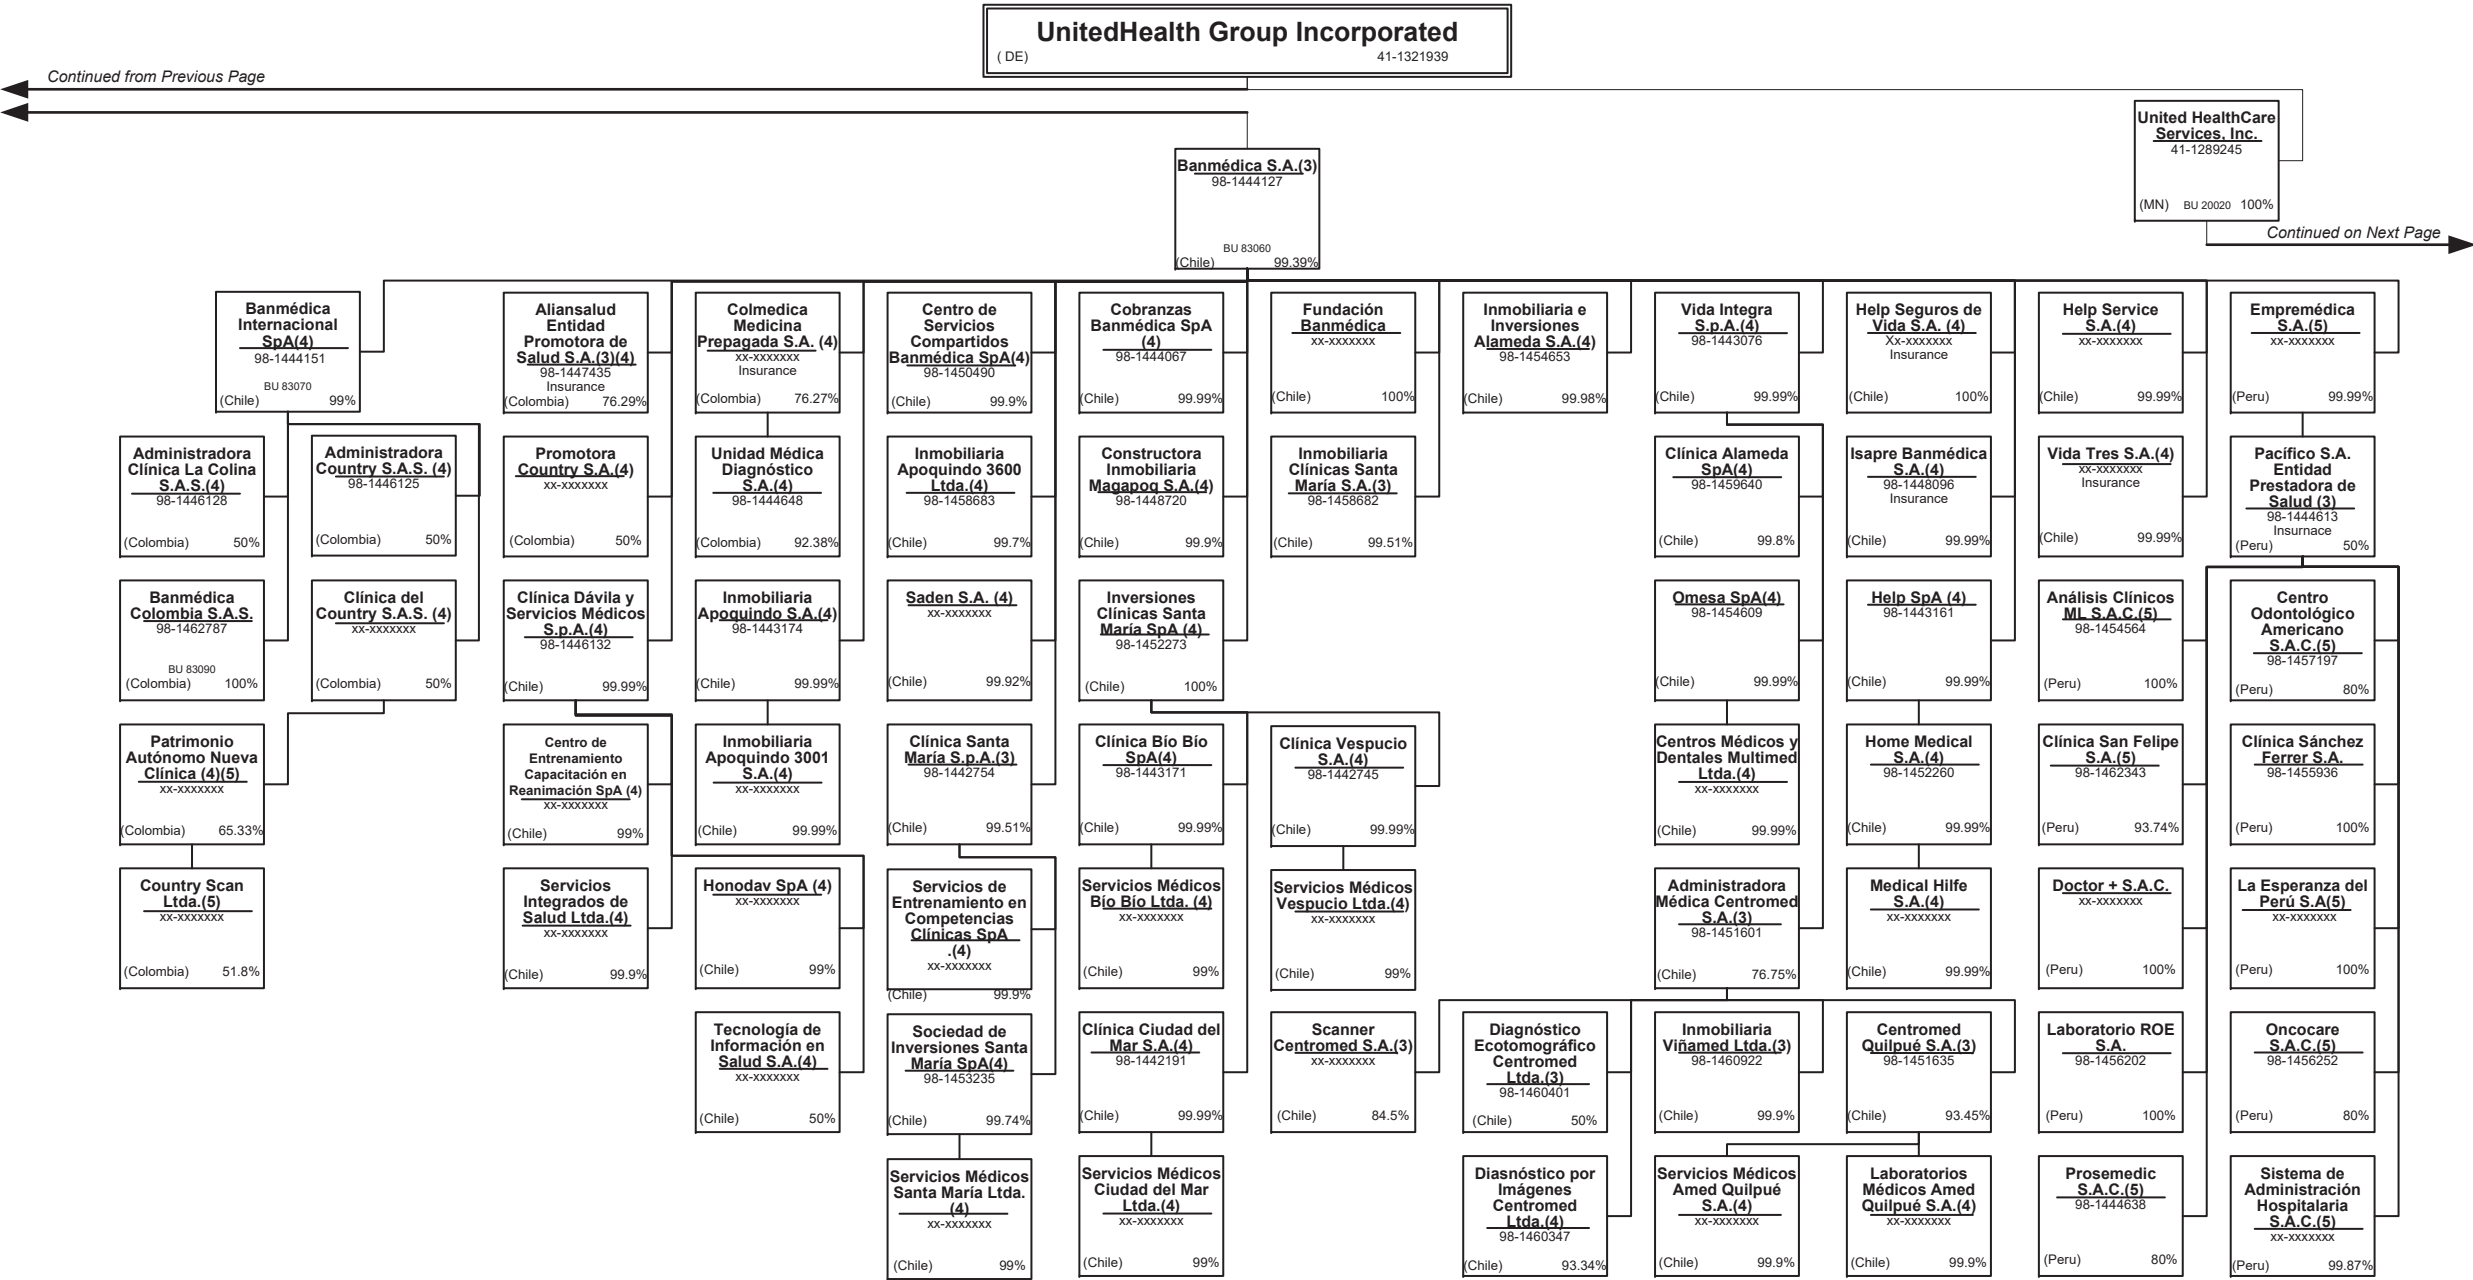 UnitedHealth Group Incorporated
( DE)
41-1321939
Continued from Previous Page
United HealthCare
Services, Inc.
41-1289245
(MN) BU 20020 100%
Continued on Next Page
Banmédica S.A.(3)
98-1444127
BU 83060
(Chile) 99.39%
Banmédica
Internacional
SpA(4)
98-1444151
BU 83070
(Chile) 99%
Aliansalud
Entidad
Promotora de
Salud S.A.(3)(4)
98-1447435
Insurance
(Colombia) 76.29%
Colmedica
Medicina
Prepagada S.A. (4)
xx-xxxxxxx
Insurance
(Colombia) 76.27%
Centro de
Servicios
Compartidos
Banmédica SpA(4)
98-1450490
(Chile) 99.9%
Cobranzas
Banmédica SpA
(4)
98-1444067
(Chile) 99.99%
Fundación
Banmédica
xx-xxxxxxx
(Chile) 100%
Inmobiliaria e
Inversiones
Alameda S.A.(4)
98-1454653
(Chile) 99.98%
Vida Integra
S.p.A.(4)
98-1443076
(Chile) 99.99%
Help Seguros de
Vida S.A. (4)
Xx-xxxxxxx
Insurance
(Chile) 100%
Help Service
S.A.(4)
xx-xxxxxxx
(Chile) 99.99%
Empremédica
S.A.(5)
xx-xxxxxxx
(Peru) 99.99%
Administradora
Clínica La Colina
S.A.S.(4)
98-1446128
(Colombia) 50%
Administradora
Country S.A.S. (4)
98-1446125
(Colombia) 50%
Promotora
Country S.A.(4)
xx-xxxxxxx
(Colombia) 50%
Unidad Médica
Diagnóstico
S.A.(4)
98-1444648
(Colombia) 92.38%
Inmobiliaria
Apoquindo 3600
Ltda.(4)
98-1458683
(Chile) 99.7%
Constructora
Inmobiliaria
Magapoq S.A.(4)
98-1448720
(Chile) 99.9%
Inmobiliaria
Clínicas Santa
María S.A.(3)
98-1458682
(Chile) 99.51%
Clínica Alameda
SpA(4)
98-1459640
(Chile) 99.8%
Isapre Banmédica
S.A.(4)
98-1448096
Insurance
(Chile) 99.99%
Vida Tres S.A.(4)
xx-xxxxxxx
Insurance
(Chile) 99.99%
Pacífico S.A.
Entidad
Prestadora de
Salud (3)
98-1444613
Insurnace
(Peru) 50%
Banmédica
Colombia S.A.S.
98-1462787
BU 83090
(Colombia) 100%
Clínica del
Country S.A.S. (4)
xx-xxxxxxx
(Colombia) 50%
Clínica Dávila y
Servicios Médicos
S.p.A.(4)
98-1446132
(Chile) 99.99%
Inmobiliaria
Apoquindo S.A.(4)
98-1443174
(Chile) 99.99%
Saden S.A. (4)
xx-xxxxxxx
(Chile) 99.92%
Inversiones
Clínicas Santa
María SpA (4)
98-1452273
(Chile) 100%
Omesa SpA(4)
98-1454609
(Chile) 99.99%
Help SpA (4)
98-1443161
(Chile) 99.99%
Análisis Clínicos
ML S.A.C.(5)
98-1454564
(Peru) 100%
Centro
Odontológico
Americano
S.A.C.(5)
98-1457197
(Peru) 80%
Patrimonio
Autónomo Nueva
Clínica (4)(5)
xx-xxxxxxx
(Colombia) 65.33%
Centro de
Entrenamiento
Capacitación en
Reanimación SpA (4)
xx-xxxxxxx
(Chile) 99%
Inmobiliaria
Apoquindo 3001
S.A.(4)
xx-xxxxxxx
(Chile) 99.99%
Clínica Santa
María S.p.A.(3)
98-1442754
(Chile) 99.51%
Clínica Bío Bío
SpA(4)
98-1443171
(Chile) 99.99%
Clínica Vespucio
S.A.(4)
98-1442745
(Chile) 99.99%
Centros Médicos y
Dentales Multimed
Ltda.(4)
xx-xxxxxxx
(Chile) 99.99%
Home Medical
S.A.(4)
98-1452260
(Chile) 99.99%
Clínica San Felipe
S.A.(5)
98-1462343
(Peru) 93.74%
Clínica Sánchez
Ferrer S.A.
98-1455936
(Peru) 100%
Country Scan
Ltda.(5)
xx-xxxxxxx
(Colombia) 51.8%
Servicios
Integrados de
Salud Ltda.(4)
xx-xxxxxxx
(Chile) 99.9%
Honodav SpA (4)
xx-xxxxxxx
(Chile) 99%
Servicios de
Entrenamiento en
Competencias
Clínicas SpA
.(4)
xx-xxxxxxx
(Chile) 99.9%
Servicios Médicos
Bío Bío Ltda. (4)
xx-xxxxxxx
(Chile) 99%
Servicios Médicos
Vespucio Ltda.(4)
xx-xxxxxxx
(Chile) 99%
Administradora
Médica Centromed
S.A.(3)
98-1451601
(Chile) 76.75%
Medical Hilfe
S.A.(4)
xx-xxxxxxx
(Chile) 99.99%
Doctor + S.A.C.
xx-xxxxxxx
(Peru) 100%
La Esperanza del
Perú S.A(5)
xx-xxxxxxx
(Peru) 100%
Tecnología de
Información en
Salud S.A.(4)
xx-xxxxxxx
(Chile) 50%
Sociedad de
Inversiones Santa
María SpA(4)
98-1453235
(Chile) 99.74%
Clínica Ciudad del
Mar S.A.(4)
98-1442191
(Chile) 99.99%
Scanner
Centromed S.A.(3)
xx-xxxxxxx
(Chile) 84.5%
Diagnóstico
Ecotomográfico
Centromed
Ltda.(3)
98-1460401
(Chile) 50%
Inmobiliaria
Viñamed Ltda.(3)
98-1460922
(Chile) 99.9%
Centromed
Quilpué S.A.(3)
98-1451635
(Chile) 93.45%
Laboratorio ROE
S.A.
98-1456202
(Peru) 100%
Oncocare
S.A.C.(5)
98-1456252
(Peru) 80%
Servicios Médicos
Santa María Ltda.
(4)
xx-xxxxxxx
(Chile) 99%
Servicios Médicos
Ciudad del Mar
Ltda.(4)
xx-xxxxxxx
(Chile) 99%
Diasnóstico por
Imágenes
Centromed
Ltda.(4)
98-1460347
(Chile) 93.34%
Servicios Médicos
Amed Quilpué
S.A.(4)
xx-xxxxxxx
(Chile) 99.9%
Laboratorios
Médicos Amed
Quilpué S.A.(4)
xx-xxxxxxx
(Chile) 99.9%
Prosemedic
S.A.C.(5)
98-1444638
(Peru) 80%
Sistema de
Administración
Hospitalaria
S.A.C.(5)
xx-xxxxxxx
(Peru) 99.87%